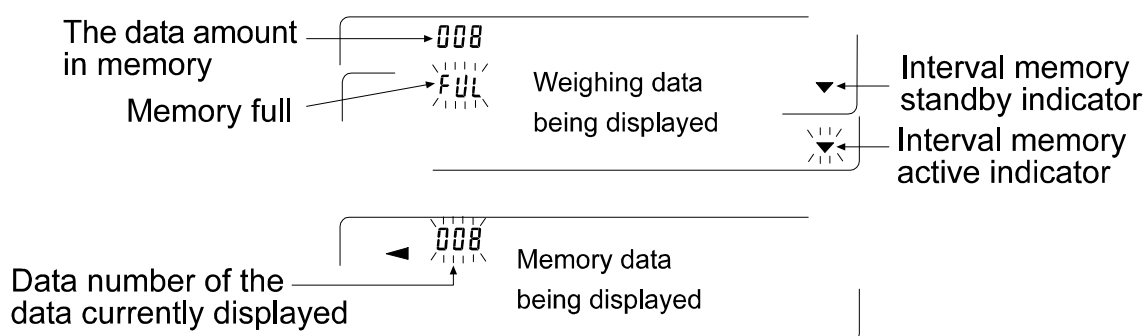 The data amount
in memory
008
FUL
Memory full
Weighing data
being displayed
Interval memory
standby indicator
Interval memory
active indicator
008
Memory data
being displayed
Data number of the
data currently displayed